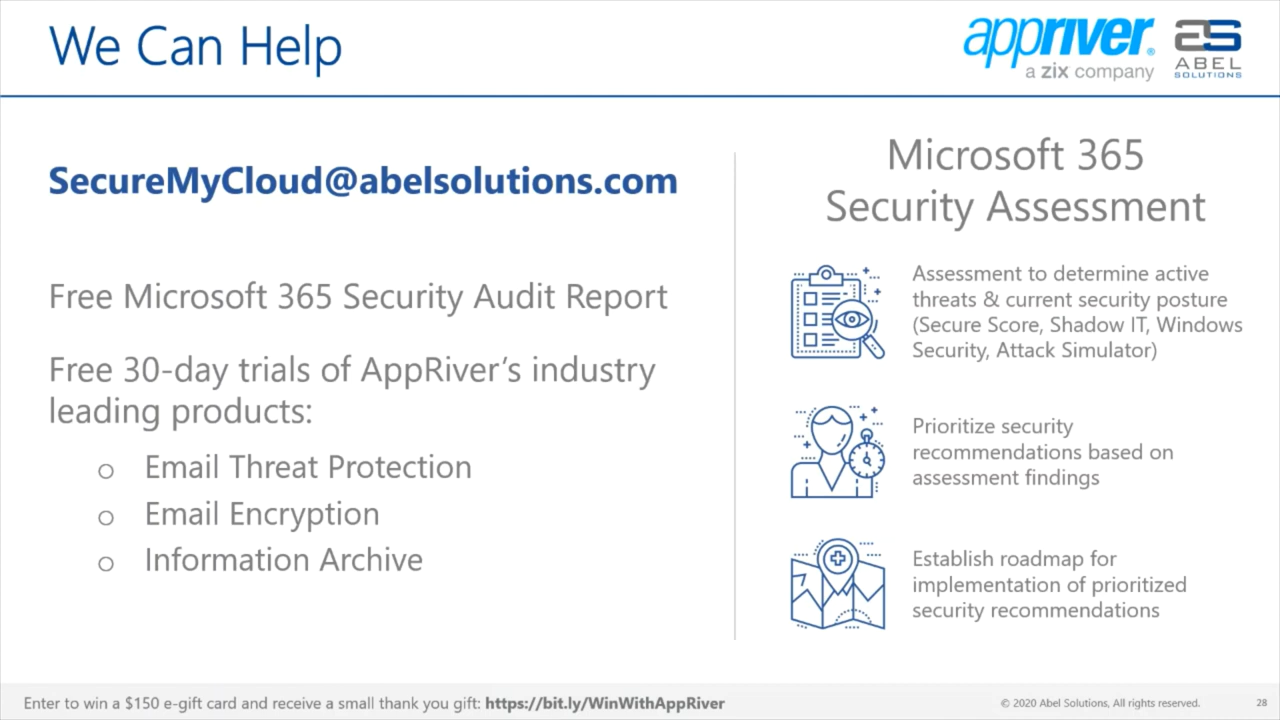 We Can Help
appriver®
a zix company
AS
ABEL
SOLUTIONS
SecureMyCloud@abelsolutions.com
Free Microsoft 365 Security Audit Report
Free 30-day trials of AppRiver‘s industry
leading products:
o Email Threat Protection
o Email Encryption
o Information Archive
Microsoft 365
Security Assessment
Assessment to determine active
threats & current security posture
(Secure Score, Shadow IT, Windows
Security, Attack Simulator)
Prioritize security
recommendations based on
assessment findings
Establish roadmap for
implementation of prioritized
security recommendations
Enter to win a $150 e-gift card and receive a small thank you gift: https://bit.ly/WinWithAppRiver
© 2020 Abel Solutions, All rights reserved.
28